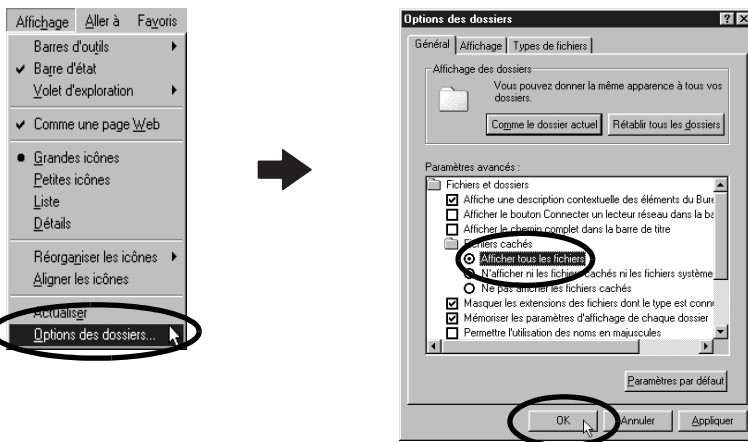 Affichage Aller à Favoris
Barres d'outils
Barre d'état
Volet d'exploration
Comme une page Web
Grandes icônes
Petites icônes
Liste
Détails
Réorganiser les icônes
Aligner les icônes
Actualiser
Options des dossiers...
Options des dossiers
Général Affichage Types de fichiers
Affichage des dossiers
Vous pouvez donner la même apparence à tous vos
dossiers.
Comme le dossier actuel Rétablir tous les dossiers
Paramètres avancés :
Fichiers et dossiers
Affiche une description contextuelle des éléments du Bure
Afficher le bouton Connecter un lecteur réseau dans la ba
Afficher le chemin complet dans la barre de titre
Fichiers cachés
Afficher tous les fichiers
N'afficher ni les fichiers cachés ni les fichiers système
Ne pas afficher les fichiers cachés
Masquer les extensions des fichiers dont le type est connu
Mémoriser les paramètres d'affichage de chaque dossier
Permettre l'utilisation des noms en majuscules
Paramètres par défaut
OK Annuler Appliquer